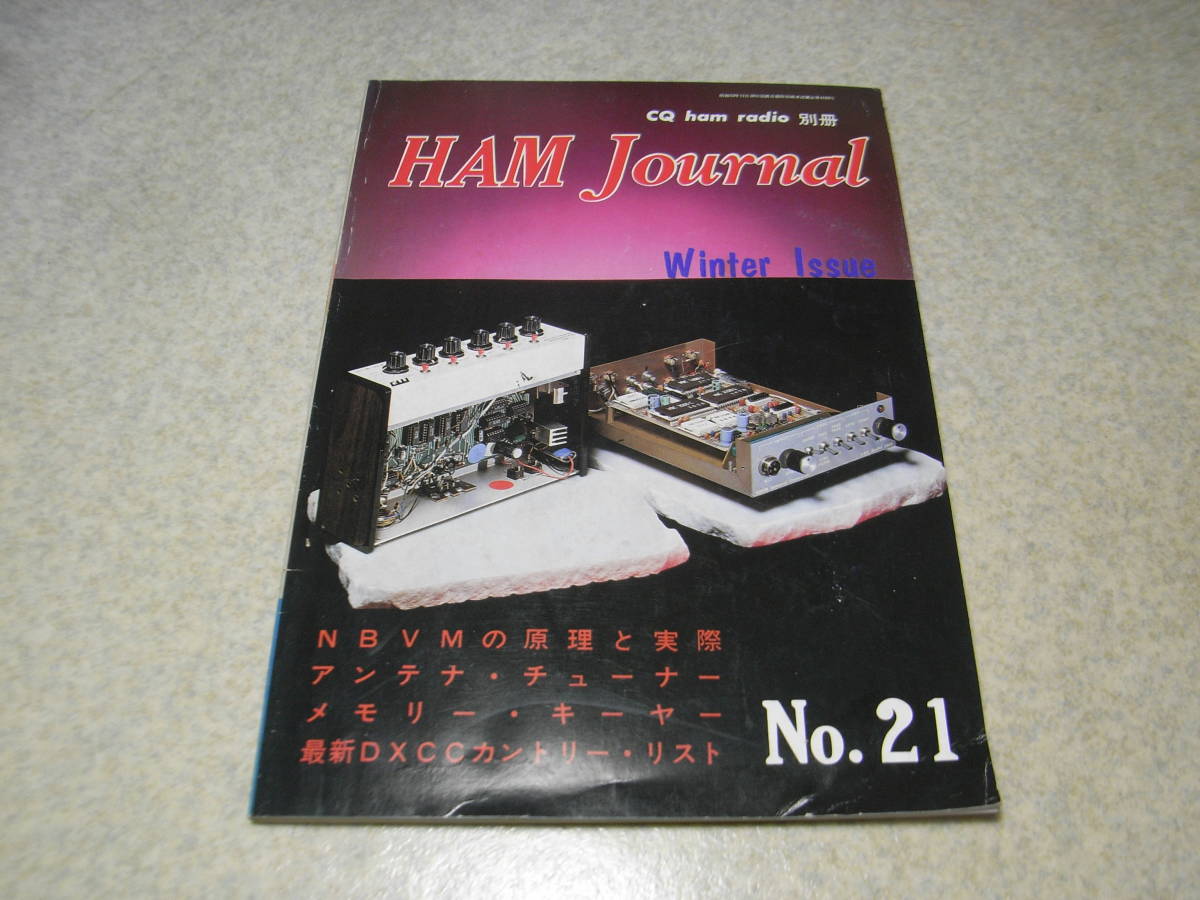 CQ ham radio 別冊
HAM Journal
Winter Issue
NBVMの原理と実際
アンテナ・チューナー
メモリー・キーヤー
最新DXCCカントリー・リスト
No.21